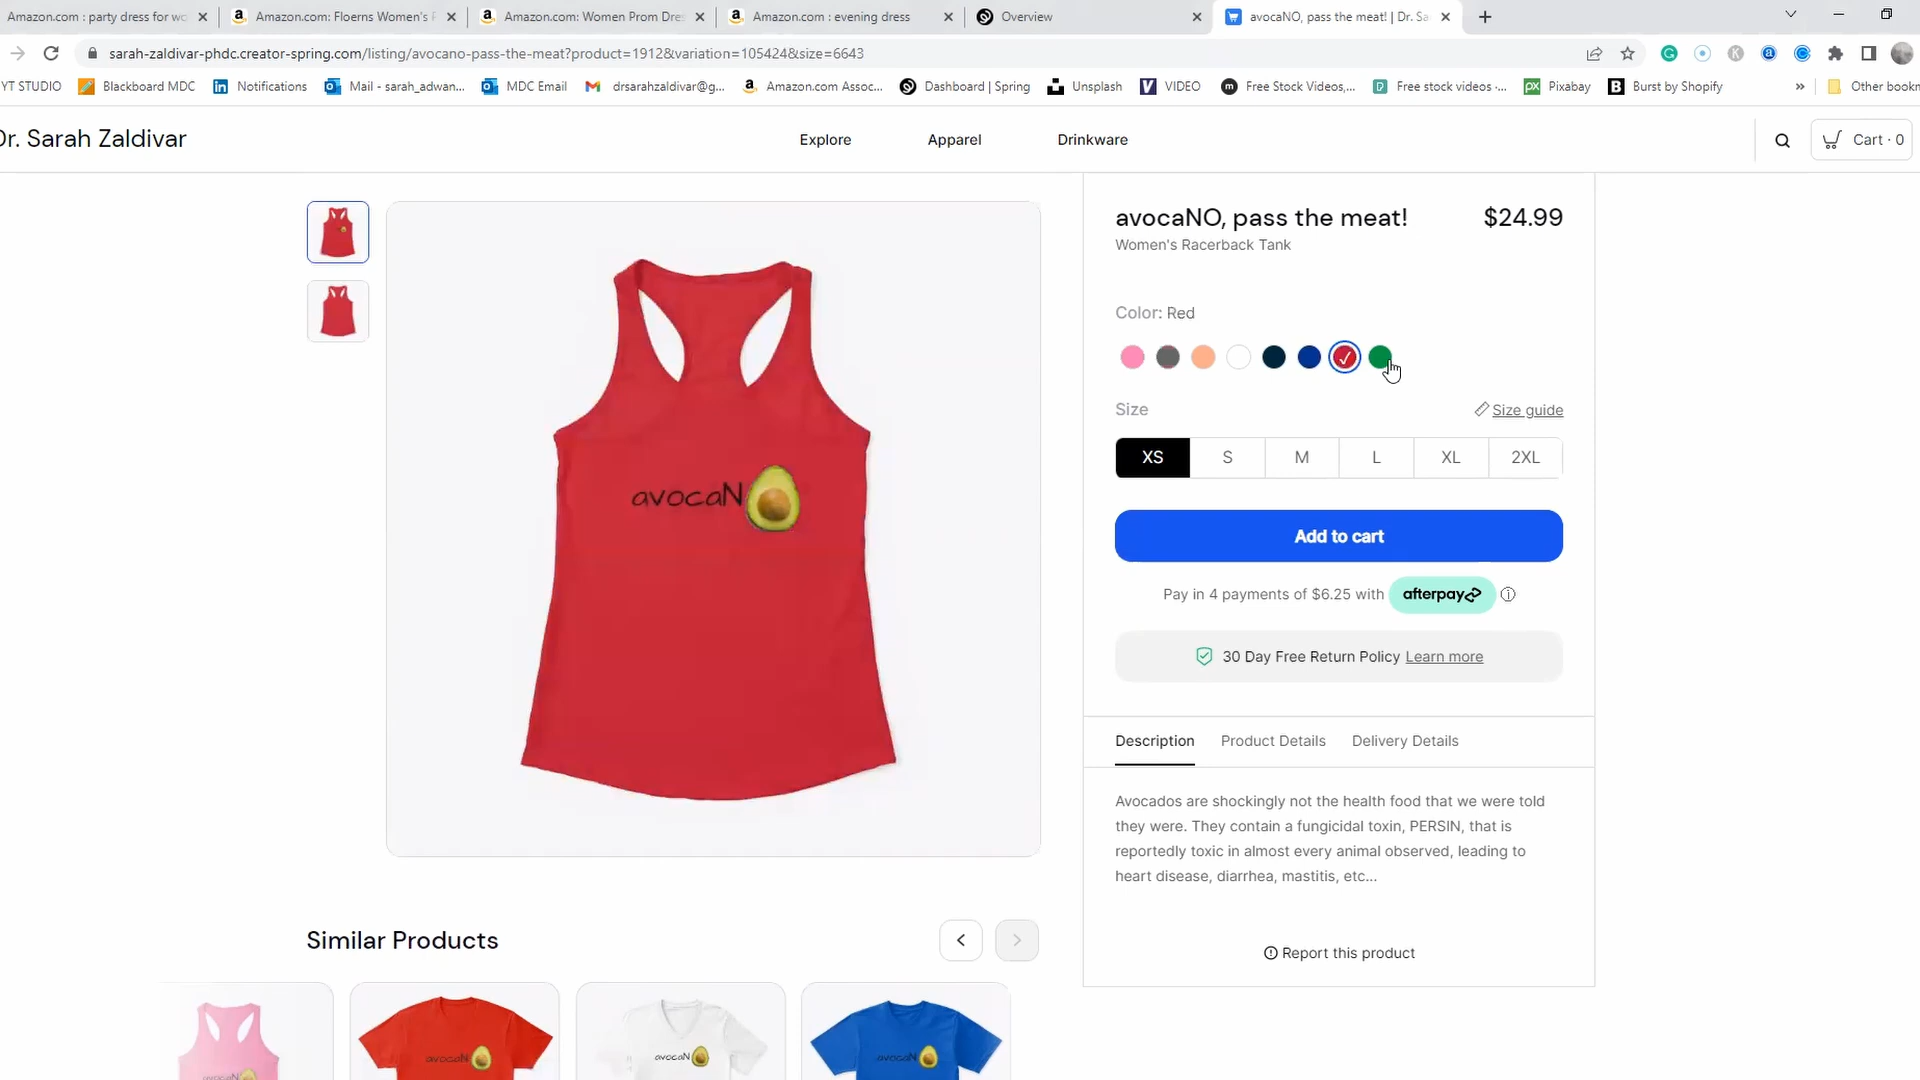 Amazon.com : party dress for wo
Amazon.com: Floerns Women's F
Amazon.com: Women Prom Dre
Amazon.com : evening dress
Overview
avocaNO, pass the meat! | Dr. Sa
sarah-zaldivar-phdc.creator-spring.com/listing/avocano-pass-the-meat?product=1912&variation=105424&size=6643
YT STUDIO
Blackboard MDC
Notifications
Mail - sarah_adwan...
MDC Email
drsarahzaldivar@g...
Amazon.com Assoc...
Dashboard | Spring
Unsplash
VIDEO
Free Stock Videos,...
Free stock videos ·...
Pixabay
Burst by Shopify
»
Other bookm
Dr. Sarah Zaldivar
Explore
Apparel
Drinkware
Cart · 0
avocaNO, pass the meat!
$24.99
Women's Racerback Tank
Color: Red
Size
Size guide
XS
S
M
L
XL
2XL
avocaN
Add to cart
Pay in 4 payments of $6.25 with afterpay
30 Day Free Return Policy Learn more
Description
Product Details
Delivery Details
Avocados are shockingly not the health food that we were told
they were. They contain a fungicidal toxin, PERSIN, that is
reportedly toxic in almost every animal observed, leading to
heart disease, diarrhea, mastitis, etc...
Report this product
Similar Products
avocaN
avocaN
avocaN
avocaN